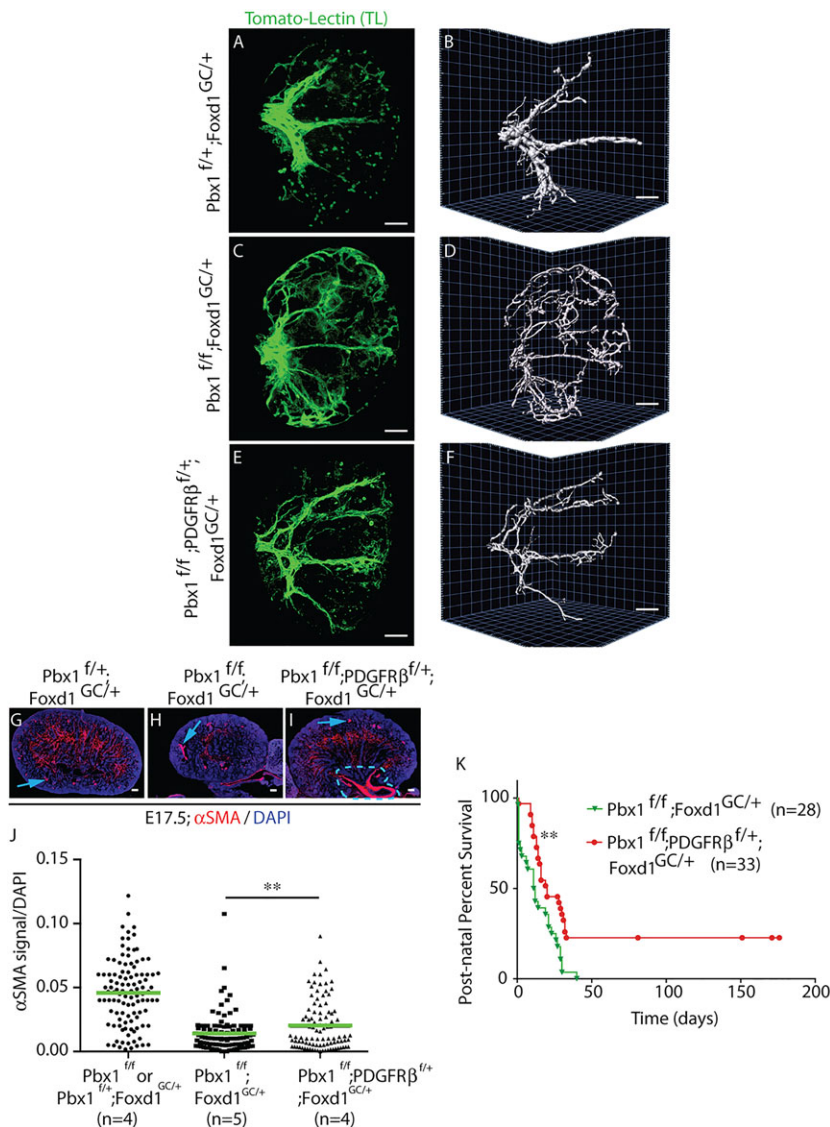 Tomato-Lectin (TL)
A
B
Pbx1 f/+;Foxd1 GC/+
C
D
Pbx1 f/f;Foxd1 GC/+
E
F
Pbx1 f/f ;PDGFRβ f/+;
Foxd1 GC/+
Pbx1 f/+;
Foxd1 GC/+
Pbx1 f/f;
Foxd1 GC/+
Pbx1 f/f;PDGFRβ f/+;
Foxd1 GC/+
G
H
I
E17.5; αSMA / DAPI
J
αSMA signal/DAPI
0.15
0.10
0.05
0.00
**
Pbx1 f/f or
Pbx1 f/+;Foxd1 GC/+
(n=4)
Pbx1 f/f;
Foxd1 GC/+
(n=5)
Pbx1 f/f;PDGFRβ f/+
;Foxd1 GC/+
(n=4)
K
Post-natal Percent Survival
100
50
0
**
Pbx1 f/f ;Foxd1 GC/+ (n=28)
Pbx1 f/f;PDGFRβ f/+;
Foxd1 GC/+ (n=33)
0 50 100 150 200
Time (days)